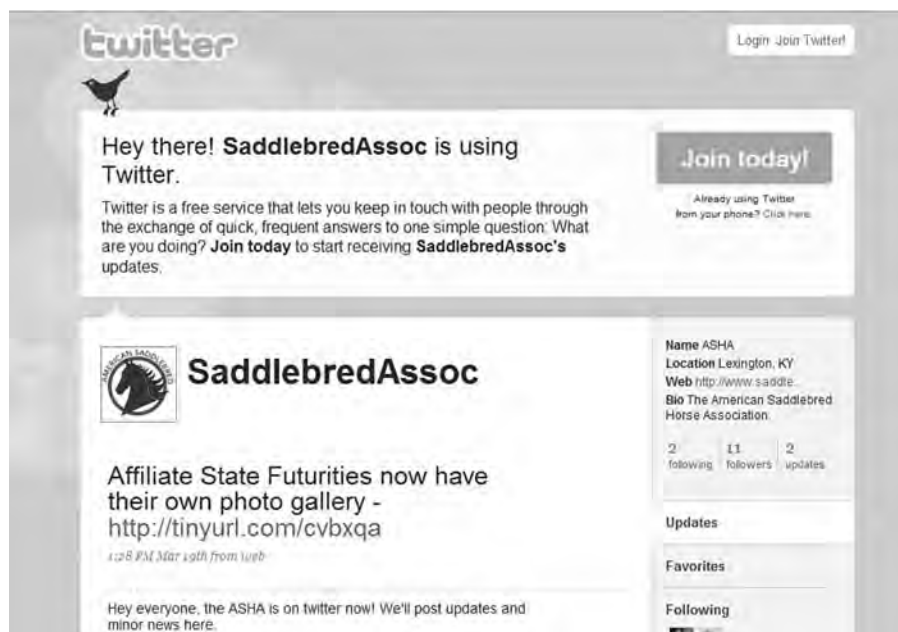 twitter
Login Join Twitter!
Hey there! SaddlebredAssoc is using
Twitter.
Twitter is a free service that lets you keep in touch with people through
the exchange of quick, frequent answers to one simple question: What
are you doing? Join today to start receiving SaddlebredAssoc's
updates.
Join today!
Already using Twitter
from your phone? Click here.
AMERICAN SADDLEBRED
SaddlebredAssoc
Affiliate State Futurities now have
their own photo gallery -
http://tinyurl.com/cvbxqa
1:28 PM Mar 19th from web
Hey everyone, the ASHA is on twitter now! We'll post updates and
minor news here.
Name ASHA
Location Lexington, KY
Web http://www.saddle...
Bio The American Saddlebred
Horse Association.
2 11 2
following followers updates
Updates
Favorites
Following